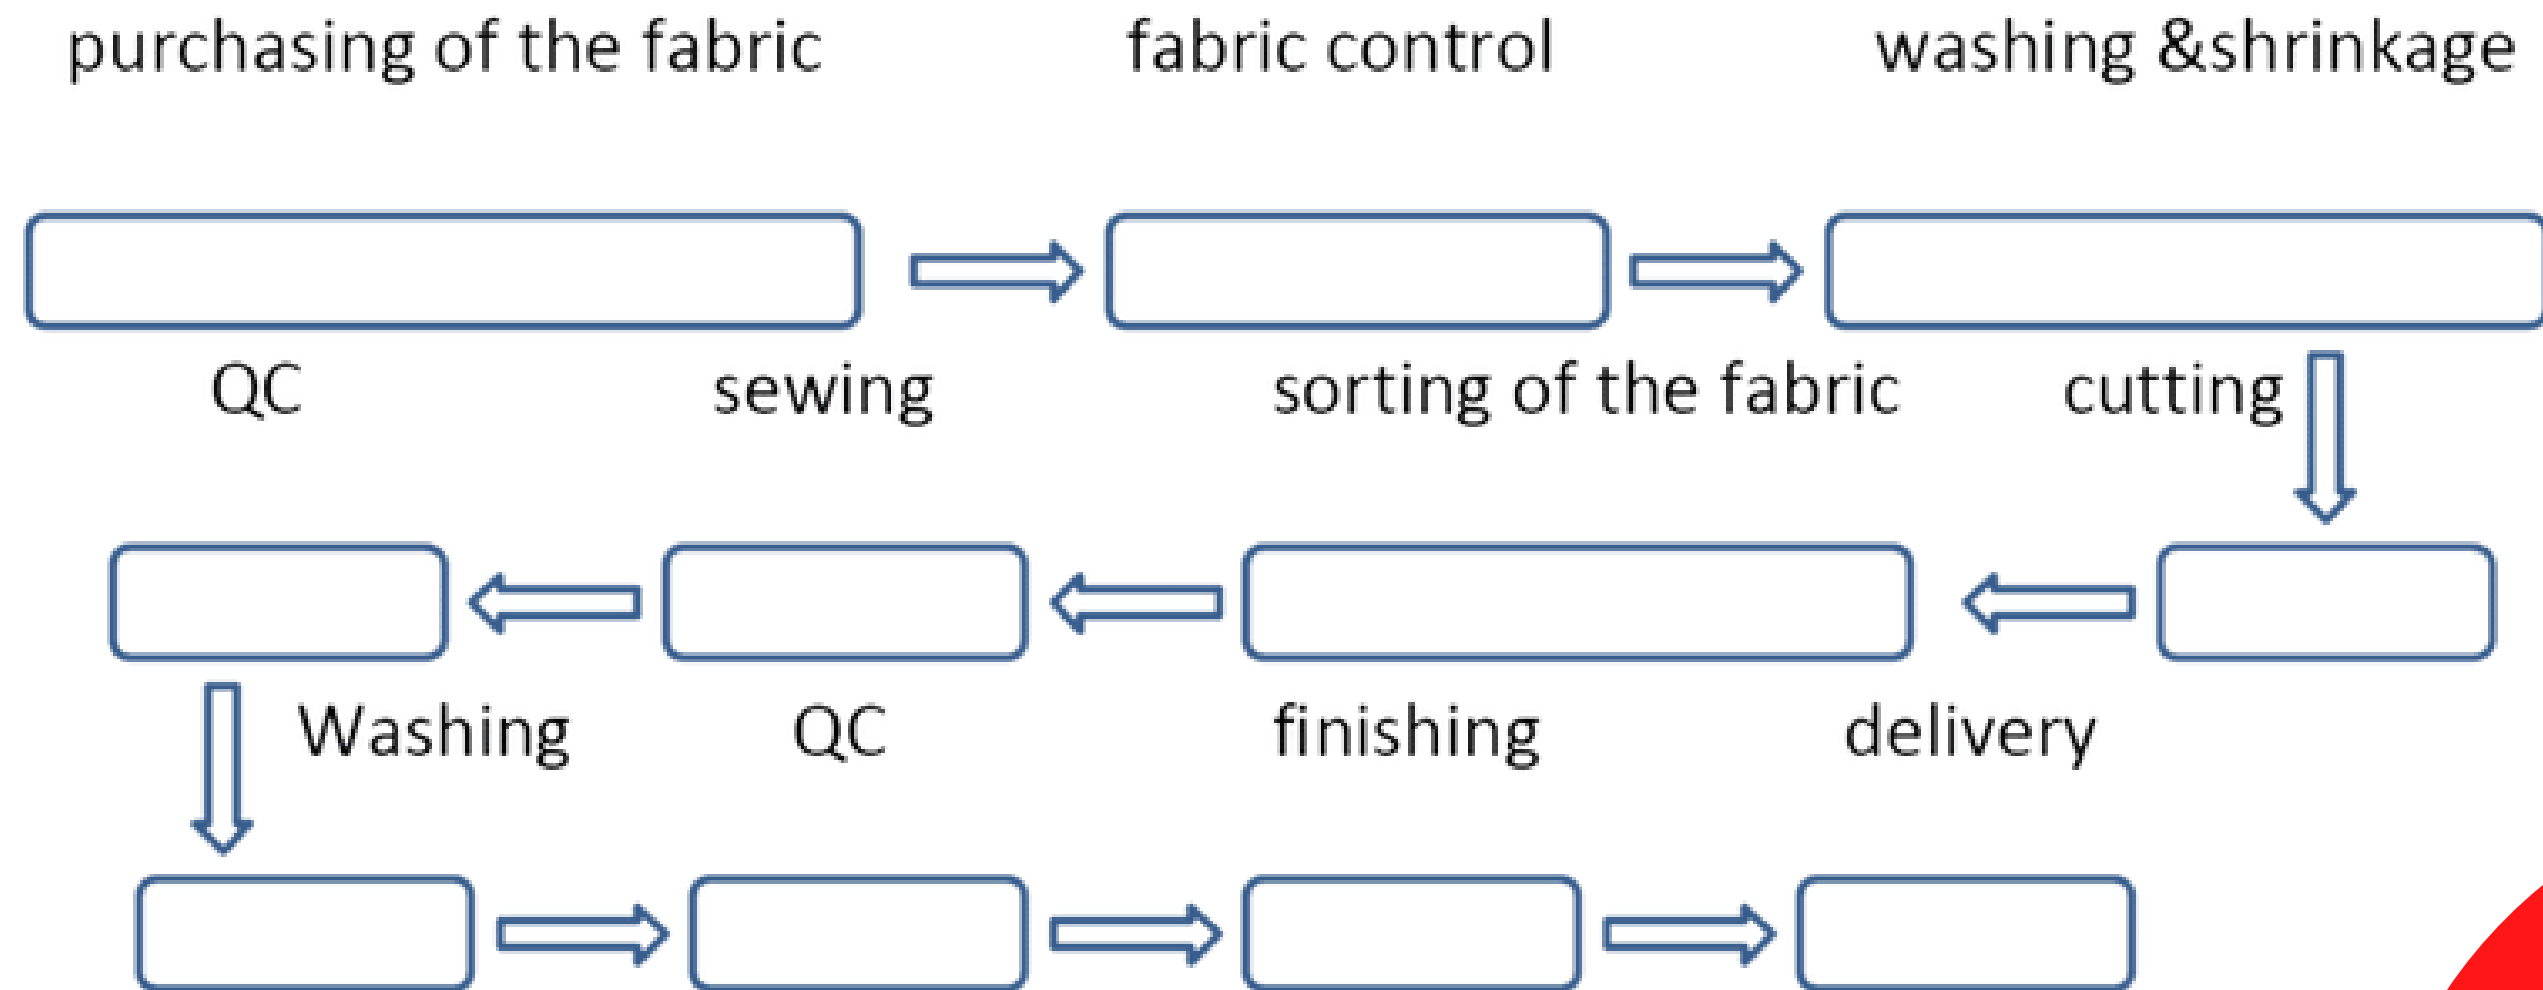 purchasing of the fabric fabric control washing &shrinkage
QC sewing sorting of the fabric cutting
Washing QC finishing delivery